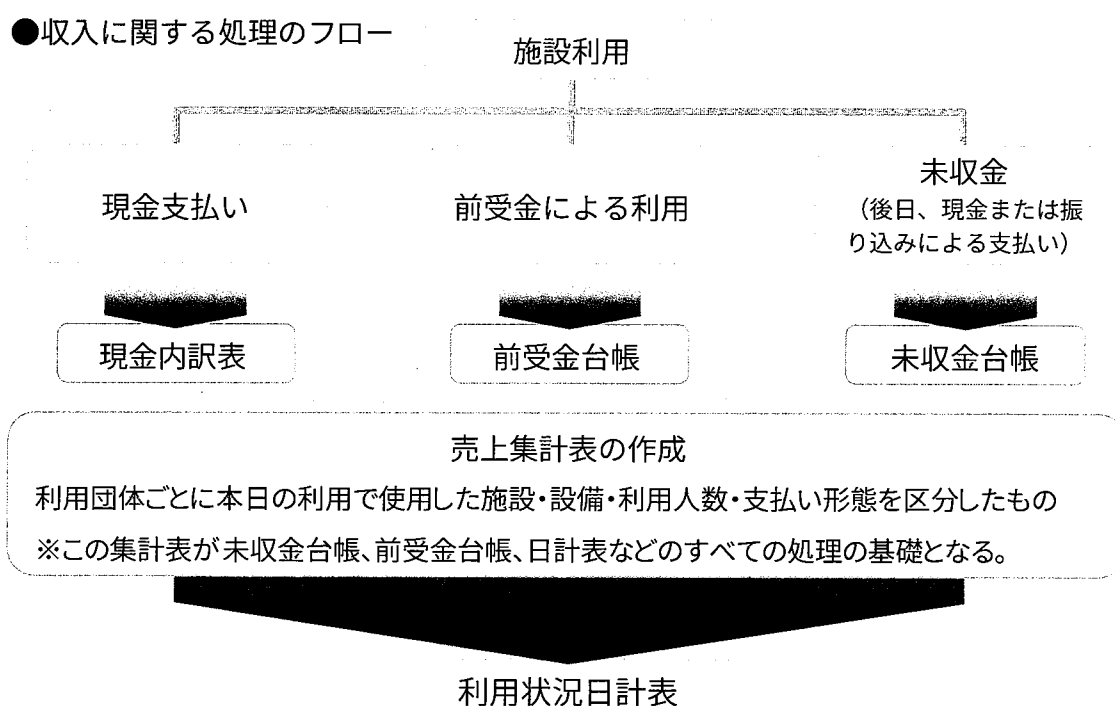 ●収入に関する処理のフロー
施設利用
現金支払い
前受金による利用
未収金
（後日、現金または振
り込みによる支払い）
現金内訳表
前受金台帳
未収金台帳
売上集計表の作成
利用団体ごとに本日の利用で使用した施設・設備・利用人数・支払い形態を区分したもの
※この集計表が未収金台帳、前受金台帳、日計表などのすべての処理の基礎となる。
利用状況日計表